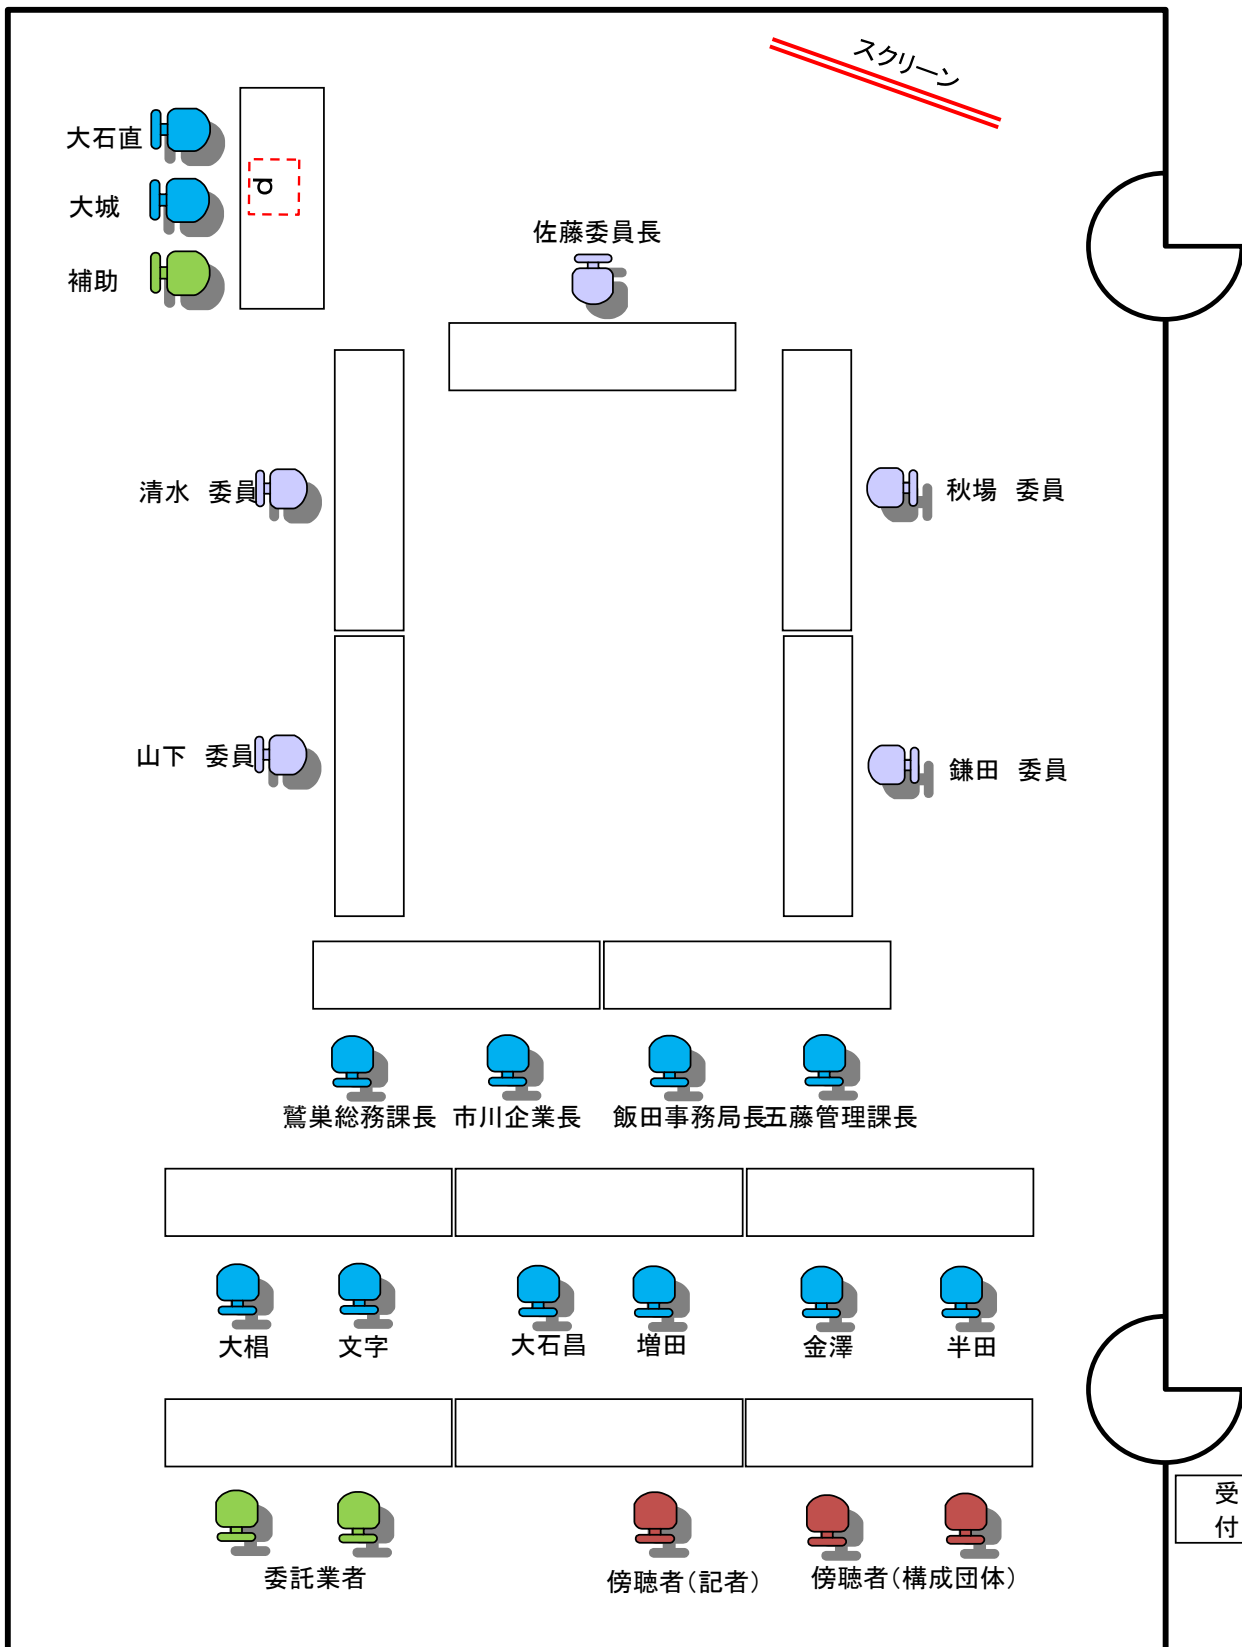 スクリーン
大石直
大城
補助
d
佐藤委員長
清水　委員
秋場　委員
山下　委員
鎌田　委員
鷲巣総務課長　市川企業長　飯田事務局長　五藤管理課長
大椙　文字　大石昌　増田　金澤　半田
受付
委託業者　傍聴者（記者）　傍聴者（構成団体）